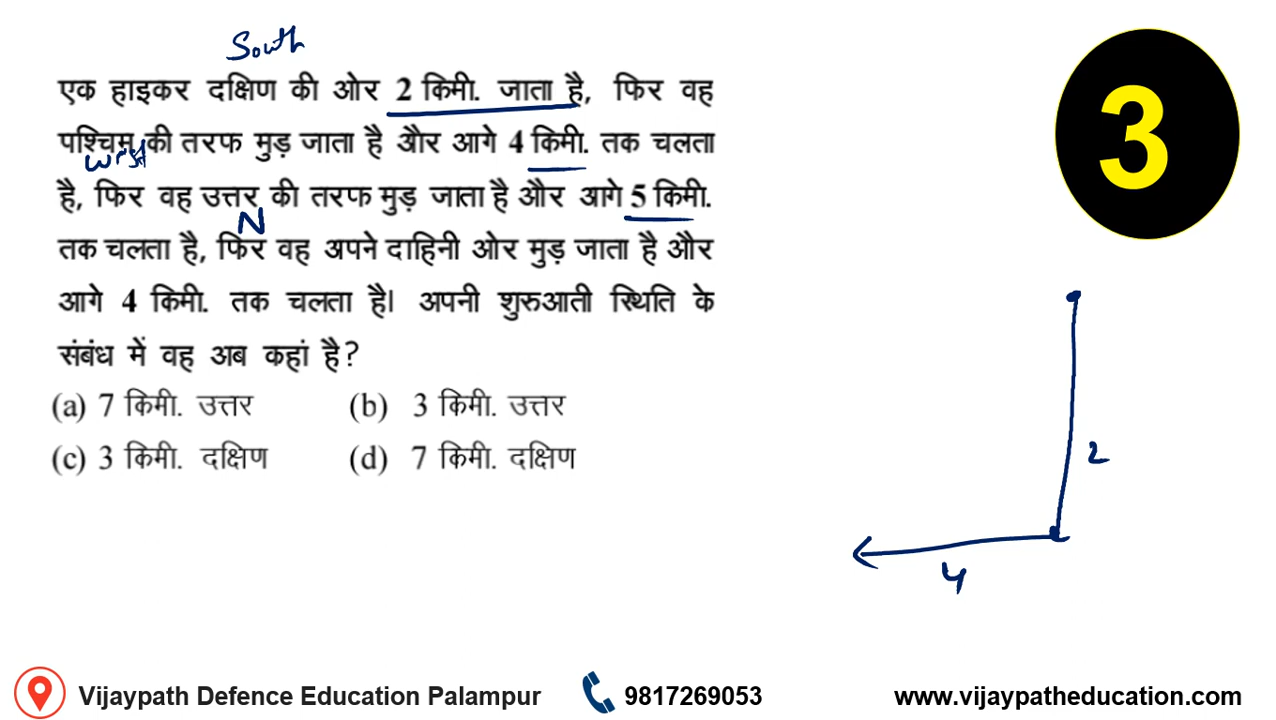 South
एक हाइकर दक्षिण की ओर 2 किमी. जाता है, फिर वह
पश्चिम की तरफ मुड़ जाता है और आगे 4 किमी. तक चलता
West
है, फिर वह उत्तर की तरफ मुड़ जाता है और आगे 5 किमी.
N
तक चलता है, फिर वह अपने दाहिनी ओर मुड़ जाता है और
आगे 4 किमी. तक चलता है। अपनी शुरुआती स्थिति के
संबंध में वह अब कहां है?
(a) 7 किमी. उत्तर (b) 3 किमी. उत्तर
(c) 3 किमी. दक्षिण (d) 7 किमी. दक्षिण
3
2
4
Vijaypath Defence Education Palampur 9817269053 www.vijaypatheducation.com